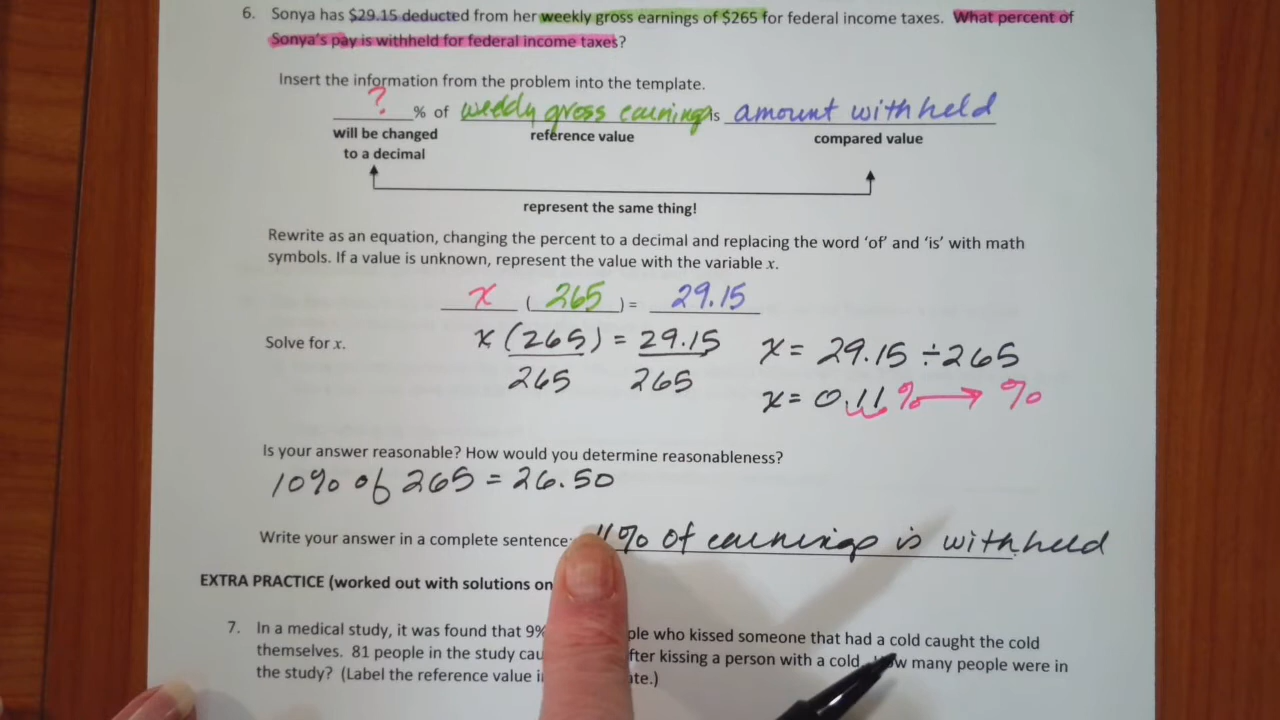 6. Sonya has $29.15 deducted from her weekly gross earnings of $265 for federal income taxes. What percent of
Sonya's pay is withheld for federal income taxes?
Insert the information from the problem into the template.
? % of weekly gross earnings is amount withheld
will be changed reference value compared value
to a decimal
represent the same thing!
Rewrite as an equation, changing the percent to a decimal and replacing the word 'of' and 'is' with math
symbols. If a value is unknown, represent the value with the variable x.
x ( 265 ) = 29.15
Solve for x. x (265) = 29.15 x = 29.15 ÷ 265
265 265 x = 0.11 % → %
Is your answer reasonable? How would you determine reasonableness?
10% of 265 = 26.50
Write your answer in a complete sentence: 11% of earnings is withheld
EXTRA PRACTICE (worked out with solutions on
7. In a medical study, it was found that 9% ple who kissed someone that had a cold caught the cold
themselves. 81 people in the study cau fter kissing a person with a cold. many people were in
the study? (Label the reference value i ate.)